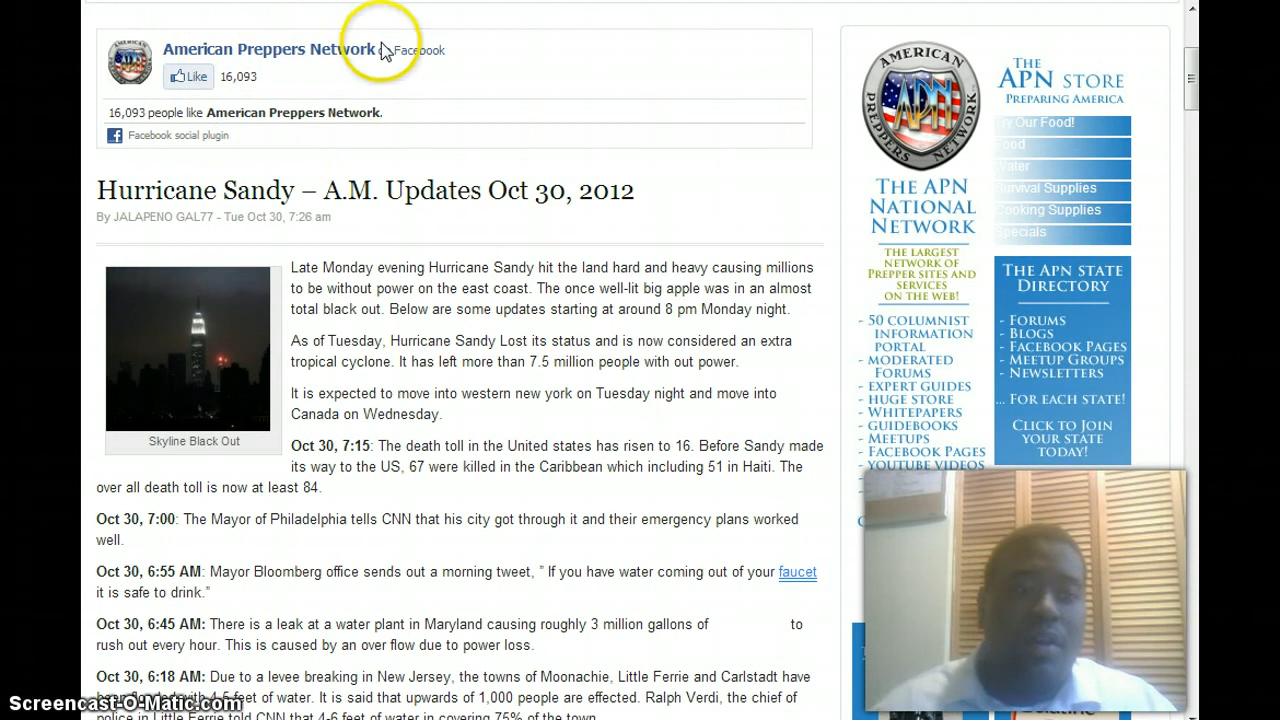 American Preppers Network on Facebook
Like 16,093
16,093 people like American Preppers Network.
Facebook social plugin
Hurricane Sandy – A.M. Updates Oct 30, 2012
By JALAPENO GAL77 - Tue Oct 30, 7:26 am
Late Monday evening Hurricane Sandy hit the land hard and heavy causing millions
to be without power on the east coast. The once well-lit big apple was in an almost
total black out. Below are some updates starting at around 8 pm Monday night.
As of Tuesday, Hurricane Sandy Lost its status and is now considered an extra
tropical cyclone. It has left more than 7.5 million people with out power.
It is expected to move into western new york on Tuesday night and move into
Canada on Wednesday.
Skyline Black Out
Oct 30, 7:15: The death toll in the United states has risen to 16. Before Sandy made
its way to the US, 67 were killed in the Caribbean which including 51 in Haiti. The
over all death toll is now at least 84.
Oct 30, 7:00: The Mayor of Philadelphia tells CNN that his city got through it and their emergency plans worked
well.
Oct 30, 6:55 AM: Mayor Bloomberg office sends out a morning tweet, " If you have water coming out of your faucet
it is safe to drink."
Oct 30, 6:45 AM: There is a leak at a water plant in Maryland causing roughly 3 million gallons of to
rush out every hour. This is caused by an over flow due to power loss.
Oct 30, 6:18 AM: Due to a levee breaking in New Jersey, the towns of Moonachie, Little Ferrie and Carlstadt have
been flooded with 4-6 feet of water. It is said that upwards of 1,000 people are effected. Ralph Verdi, the chief of
police in Little Ferrie told CNN that 4-6 feet of water in covering 75% of the town.
AMERICAN
APN
PREPPERS NETWORK
THE APN
NATIONAL
NETWORK
THE LARGEST
NETWORK OF
PREPPER SITES AND
SERVICES
ON THE WEB!
- 50 COLUMNIST
INFORMATION
PORTAL
- MODERATED
FORUMS
- EXPERT GUIDES
- HUGE STORE
- WHITEPAPERS
- GUIDEBOOKS
- MEETUPS
- FACEBOOK PAGES
- YOUTUBE VIDEOS
THE
APN STORE
PREPARING AMERICA
Try Our Food!
Food
Water
Survival Supplies
Cooking Supplies
Specials
THE APN STATE
DIRECTORY
- FORUMS
- BLOGS
- FACEBOOK PAGES
- MEETUP GROUPS
- NEWSLETTERS
... FOR EACH STATE!
CLICK TO JOIN
YOUR STATE
TODAY!
Screencast-O-Matic.com